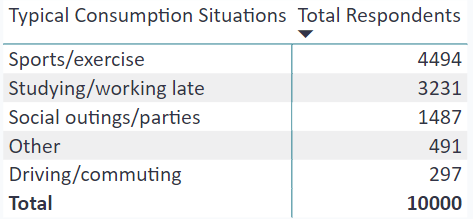 Typical Consumption Situations Total Respondents
Sports/exercise 4494
Studying/working late 3231
Social outings/parties 1487
Other 491
Driving/commuting 297
Total 10000